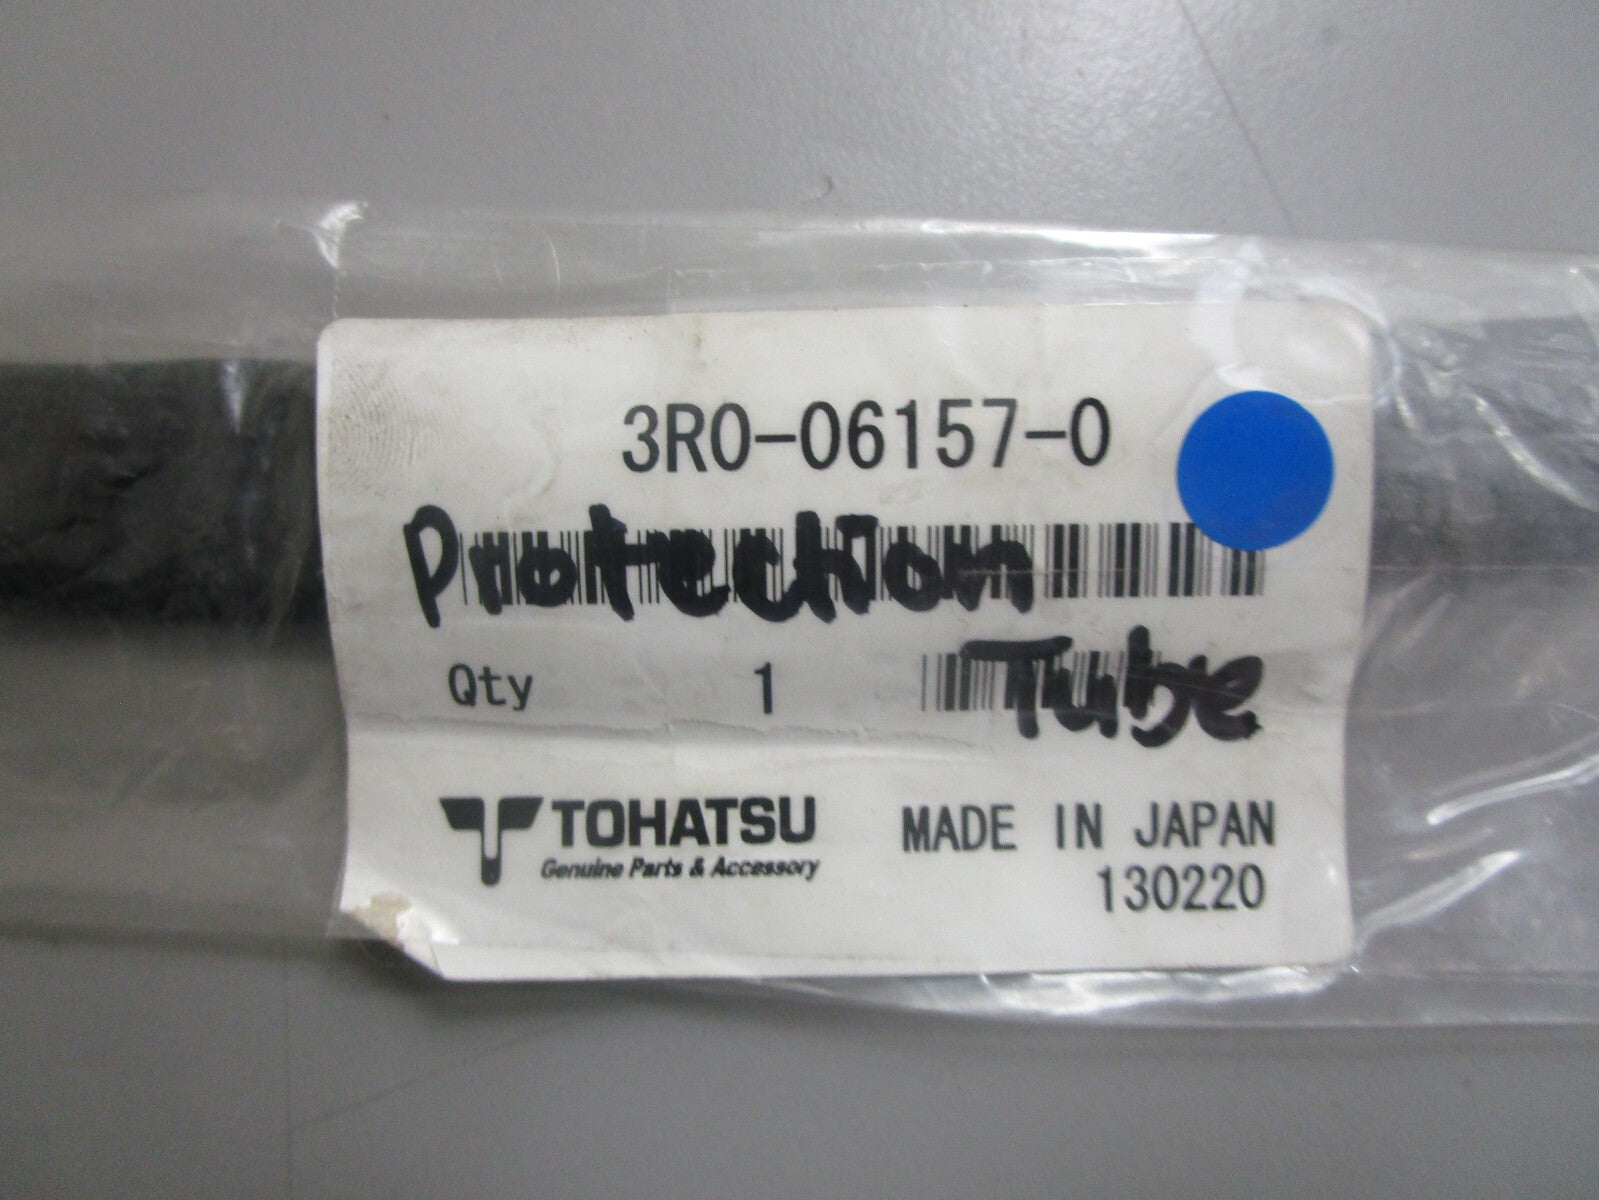 3R0-06157-0
Protection
Tube
Qty 1
TOHATSU
Genuine Parts & Accessory
MADE IN JAPAN
130220